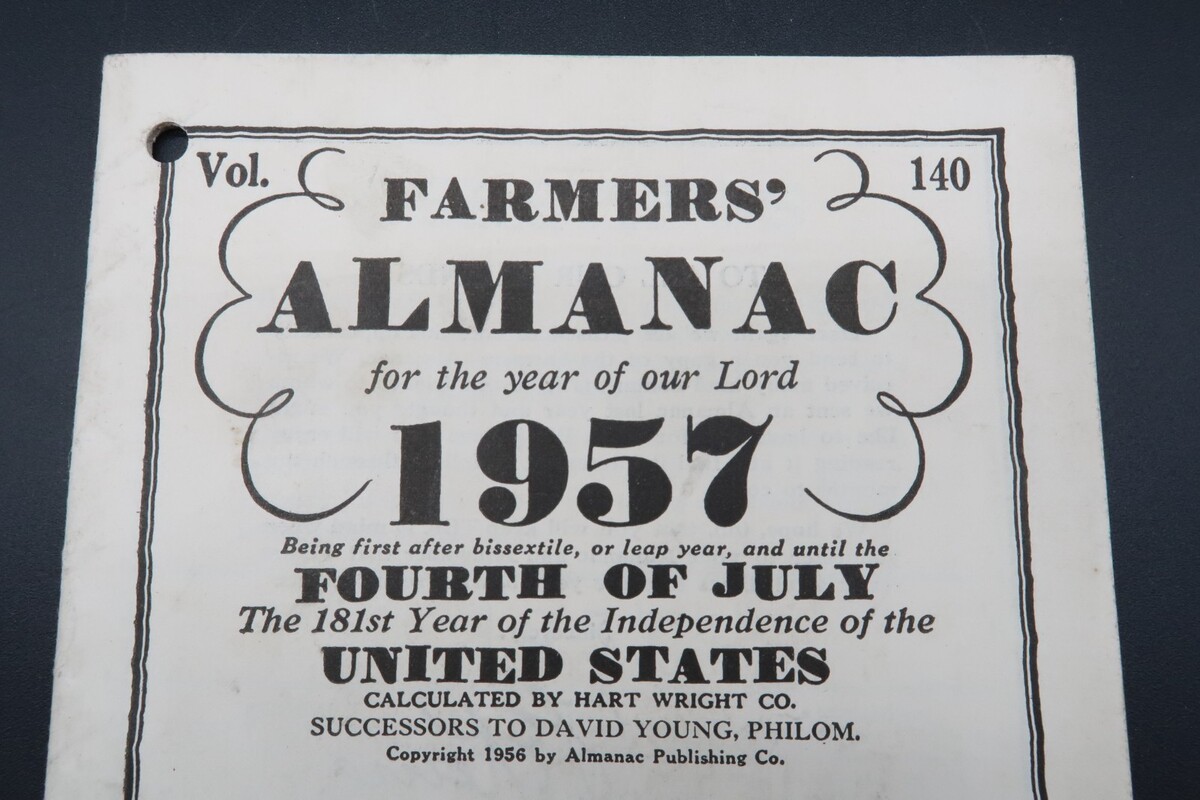 Vol. 140
FARMERS'
ALMANAC
for the year of our Lord
1957
Being first after bissextile, or leap year, and until the
FOURTH OF JULY
The 181st Year of the Independence of the
UNITED STATES
CALCULATED BY HART WRIGHT CO.
SUCCESSORS TO DAVID YOUNG, PHILOM.
Copyright 1956 by Almanac Publishing Co.